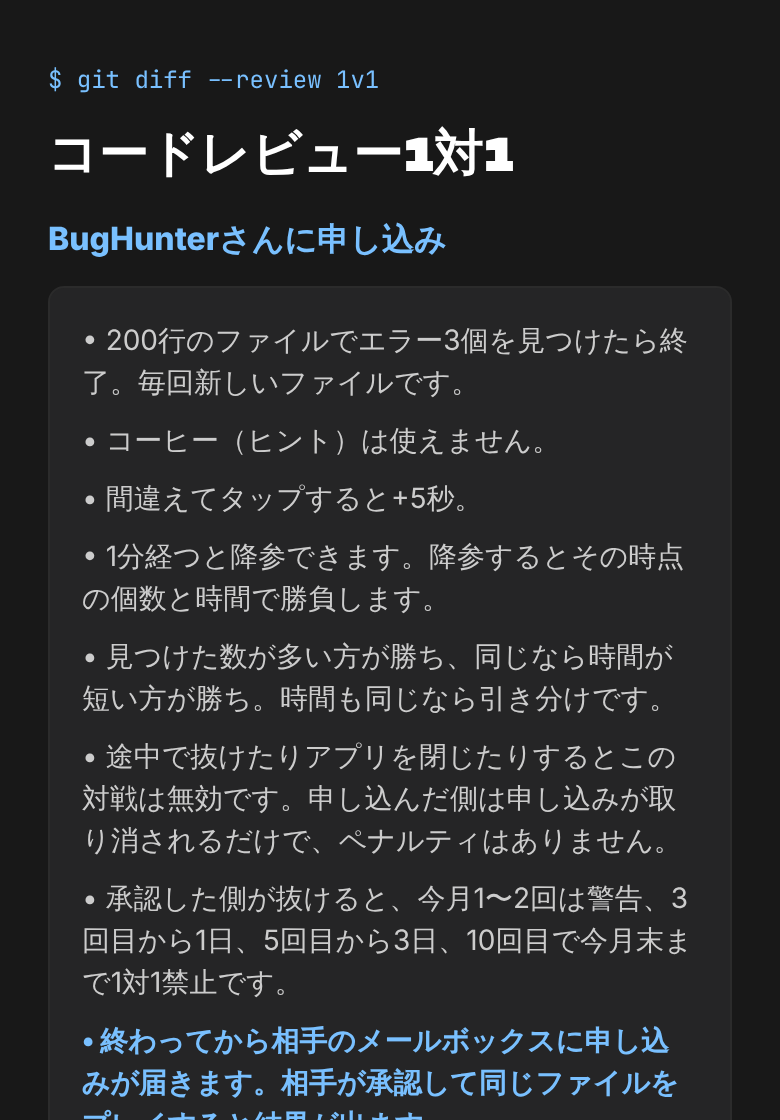 $ git diff --review 1v1
コードレビュー1対1
BugHunterさんに申し込み
• 200行のファイルでエラー3個を見つけたら終
了。毎回新しいファイルです。
• コーヒー（ヒント）は使えません。
• 間違えてタップすると+5秒。
• 1分経つと降参できます。降参するとその時点
の個数と時間で勝負します。
• 見つけた数が多い方が勝ち、同じなら時間が
短い方が勝ち。時間も同じなら引き分けです。
• 途中で抜けたりアプリを閉じたりするとこの
対戦は無効です。申し込んだ側は申し込みが取
り消されるだけで、ペナルティはありません。
• 承認した側が抜けると、今月1〜2回は警告、3
回目から1日、5回目から3日、10回目で今月末ま
で1対1禁止です。
• 終わってから相手のメールボックスに申し込
みが届きます。相手が承認して同じファイルを
プレイすると結果が出ます。